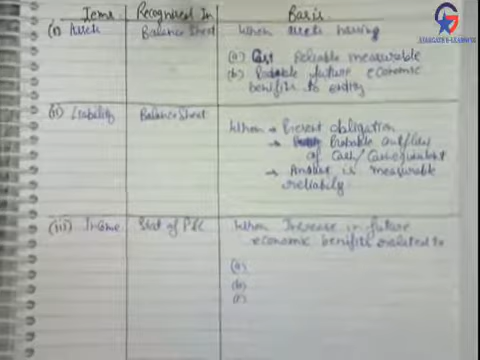 Items Recognised In Basis
(i) Assets Balance Sheet When assets having
(a) Cost Reliable measurable
(b) Probable future economic
benefits to entity
(ii) Liability Balance Sheet When → Present obligation
→ Probable outflow
of Cash/Cash equivalent
→ Amount is measurable
reliably
(iii) Income Stat of P&L When Increase in future
economic benefits related to
(a)
(b)
(c)